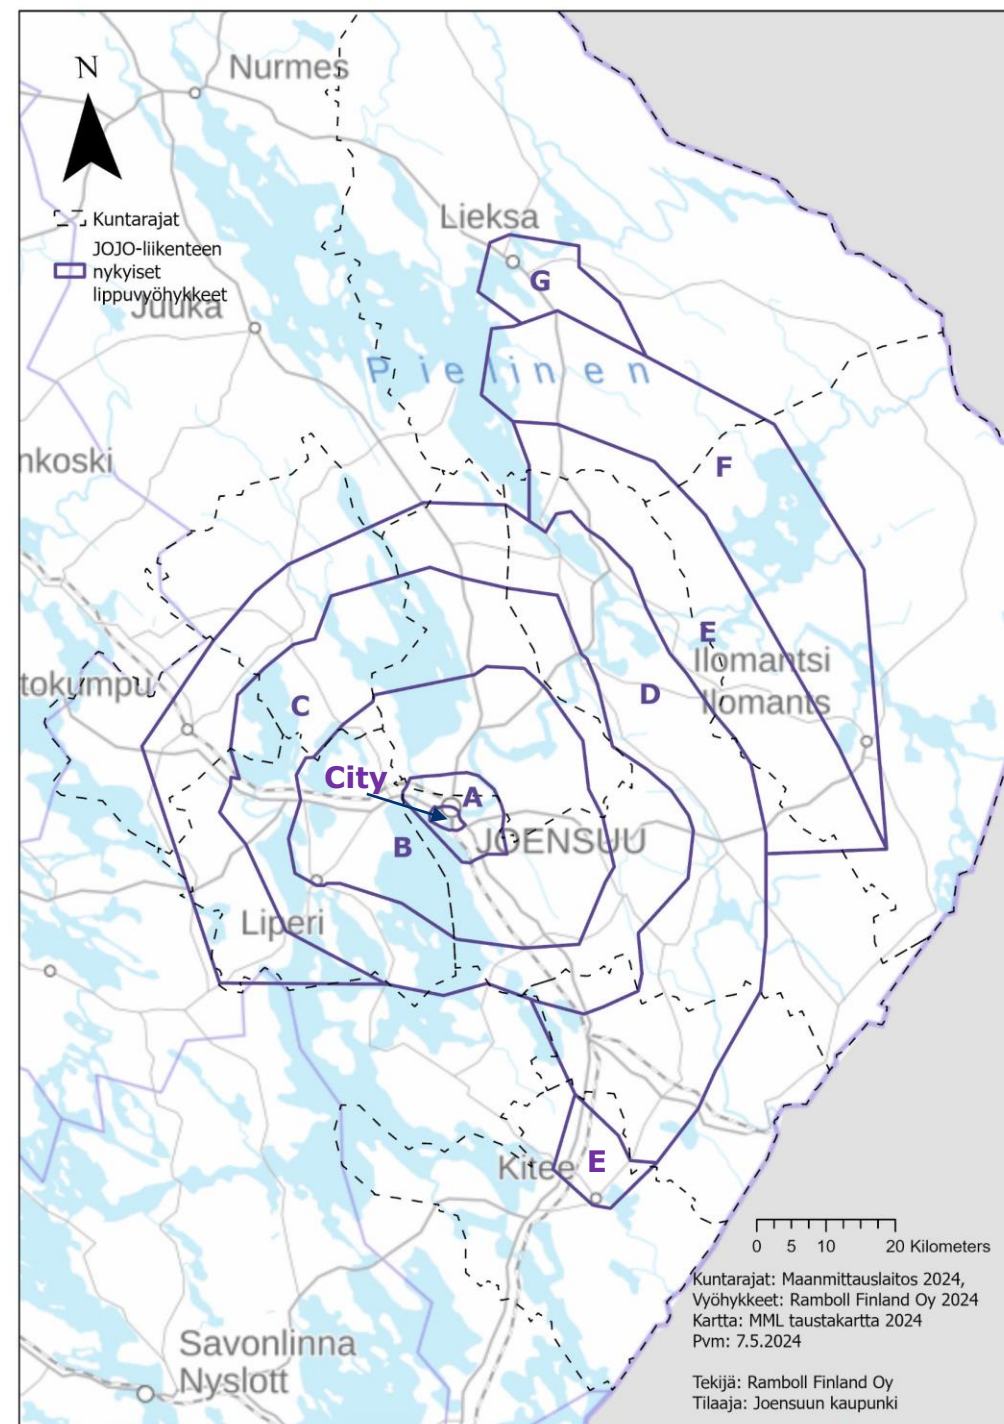 N
Nurmes
Lieksa
Kuntarajat
JOJO-liikenteen
nykyiset
lippuvyöhykkeet
G
Juuka
Pielinen
nkoski
F
E
Ilomantsi
Ilomants
tokumpu
C
D
City
A
JOENSUU
B
Liperi
Kitee
E
0 5 10 20 Kilometers
Kuntarajat: Maanmittauslaitos 2024,
Vyöhykkeet: Ramboll Finland Oy 2024
Kartta: MML taustakartta 2024
Pvm: 7.5.2024
Tekijä: Ramboll Finland Oy
Tilaaja: Joensuun kaupunki
Savonlinna
Nyslott